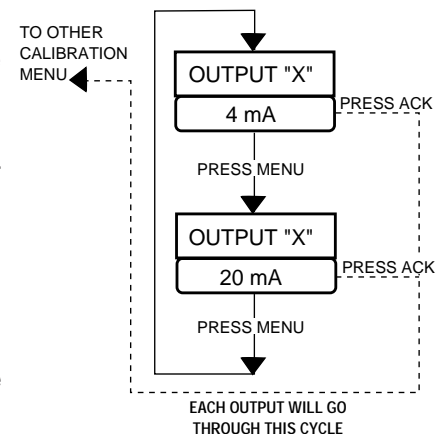 TO OTHER
CALIBRATION
MENU
OUTPUT "X"
4 mA
PRESS ACK
PRESS MENU
OUTPUT "X"
20 mA
PRESS ACK
PRESS MENU
EACH OUTPUT WILL GO
THROUGH THIS CYCLE